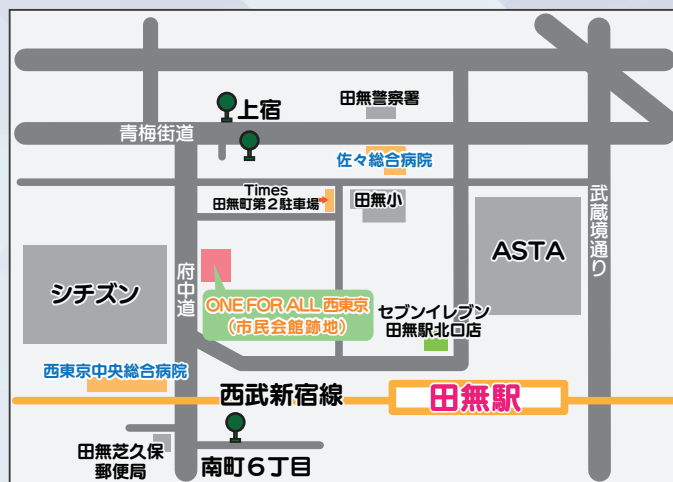 上宿
田無警察署
青梅街道
佐々総合病院
Times
田無町第2駐車場
田無小
武蔵境通り
ASTA
シチズン
府中道
ONE FOR ALL 西東京
(市民会館跡地)
セブンイレブン
田無駅北口店
西東京中央総合病院
西武新宿線
田無駅
田無芝久保
郵便局
南町6丁目